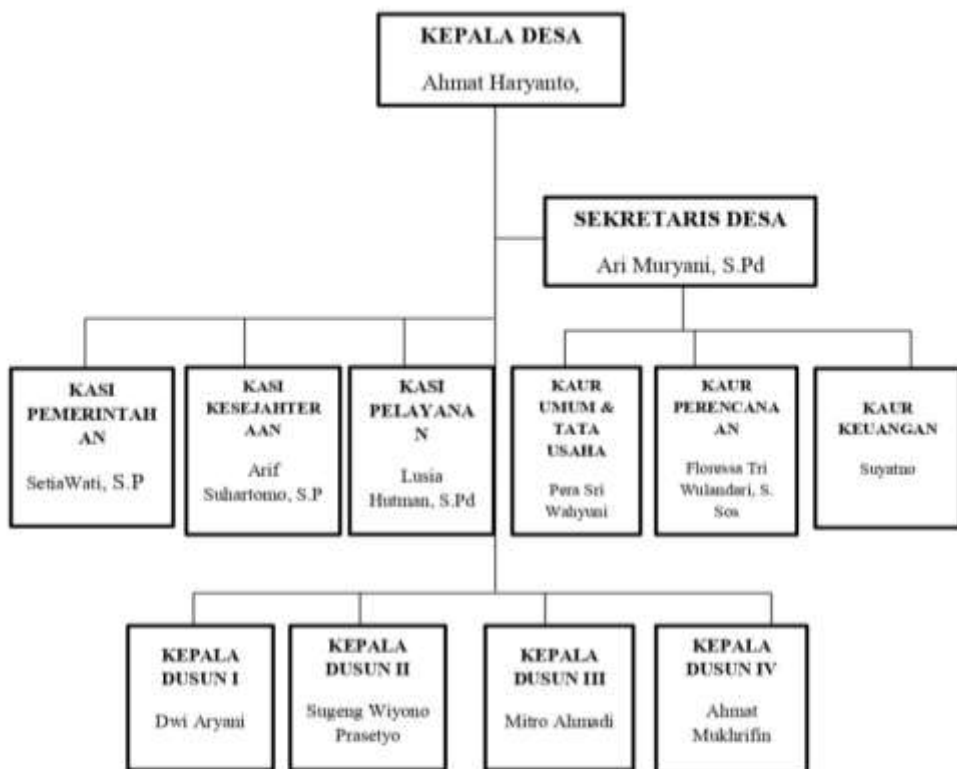 KEPALA DESA
Ahmat Haryanto,
SEKRETARIS DESA
Ari Muryani, S.Pd
KASI
PEMERINTAH
AN
SetiaWati, S.P
KASI
KESEJAHTER
AAN
Arif
Suhartomo, S.P
KASI
PELAYANA
N
Lusia
Hutman, S.Pd
KAUR
UMUM &
TATA
USAHA
Pera Sri
Wahyuni
KAUR
PERENCANA
AN
Floressa Tri
Wulandari, S.
Sos
KAUR
KEUANGAN
Suyatno
KEPALA
DUSUN I
Dwi Aryani
KEPALA
DUSUN II
Sugeng Wiyono
Prasetyo
KEPALA
DUSUN III
Mitro Ahmadi
KEPALA
DUSUN IV
Ahmat
Mukhrifin